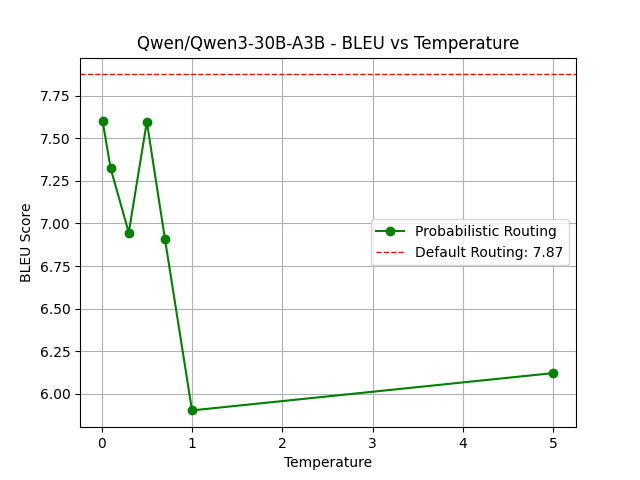 Qwen/Qwen3-30B-A3B - BLEU vs Temperature
BLEU Score
7.75
7.50
7.25
7.00
6.75
6.50
6.25
6.00
Probabilistic Routing
Default Routing: 7.87
0 1 2 3 4 5
Temperature